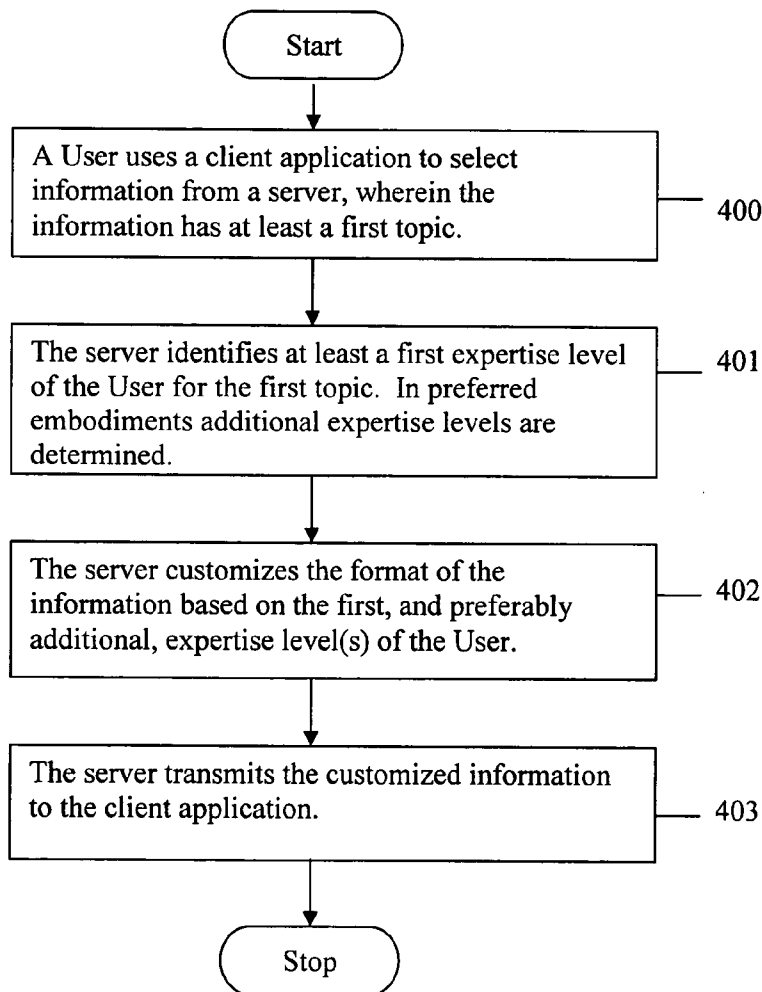 Start
A User uses a client application to select
information from a server, wherein the
information has at least a first topic.
400
The server identifies at least a first expertise level
of the User for the first topic. In preferred
embodiments additional expertise levels are
determined.
401
The server customizes the format of the
information based on the first, and preferably
additional, expertise level(s) of the User.
402
The server transmits the customized information
to the client application.
403
Stop